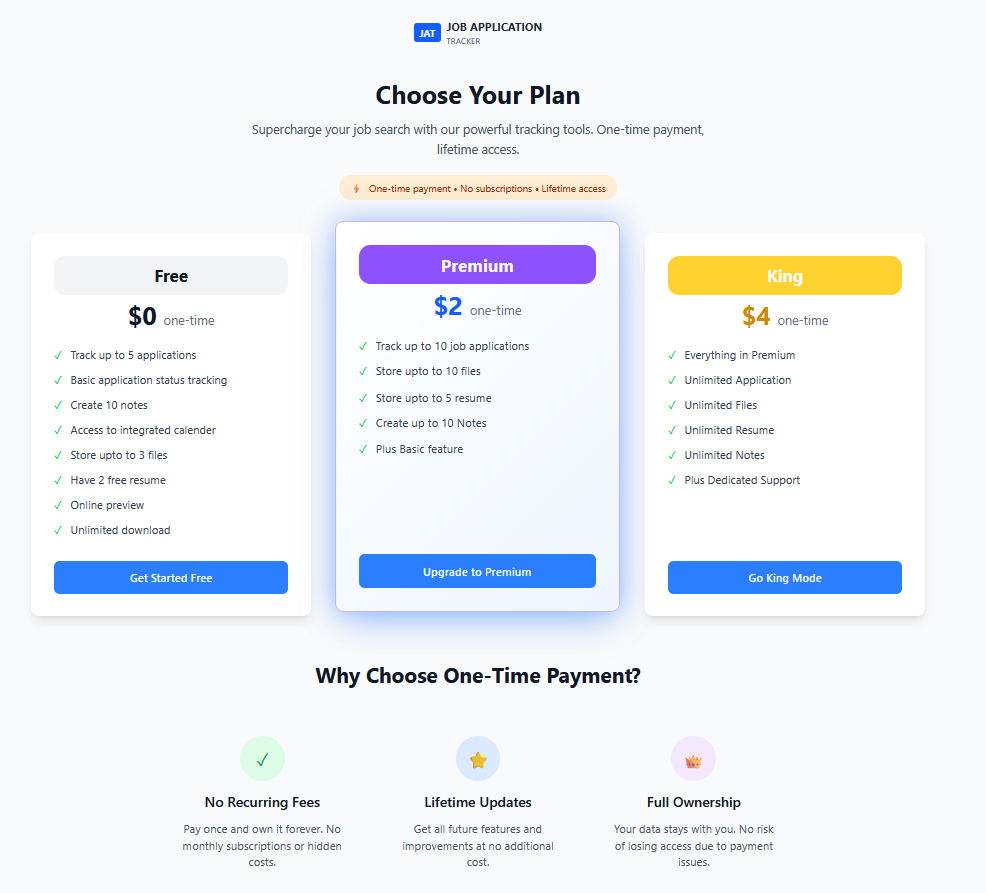 JAT
JOB APPLICATION
TRACKER
Choose Your Plan
Supercharge your job search with our powerful tracking tools. One-time payment,
lifetime access.
One-time payment • No subscriptions • Lifetime access
Free
$0 one-time
✓ Track up to 5 applications
✓ Basic application status tracking
✓ Create 10 notes
✓ Access to integrated calender
✓ Store upto to 3 files
✓ Have 2 free resume
✓ Online preview
✓ Unlimited download
Get Started Free
Premium
$2 one-time
✓ Track up to 10 job applications
✓ Store upto to 10 files
✓ Store upto to 5 resume
✓ Create up to 10 Notes
✓ Plus Basic feature
Upgrade to Premium
King
$4 one-time
✓ Everything in Premium
✓ Unlimited Application
✓ Unlimited Files
✓ Unlimited Resume
✓ Unlimited Notes
✓ Plus Dedicated Support
Go King Mode
Why Choose One-Time Payment?
✓
No Recurring Fees
Pay once and own it forever. No
monthly subscriptions or hidden
costs.
Lifetime Updates
Get all future features and
improvements at no additional
cost.
Full Ownership
Your data stays with you. No risk
of losing access due to payment
issues.